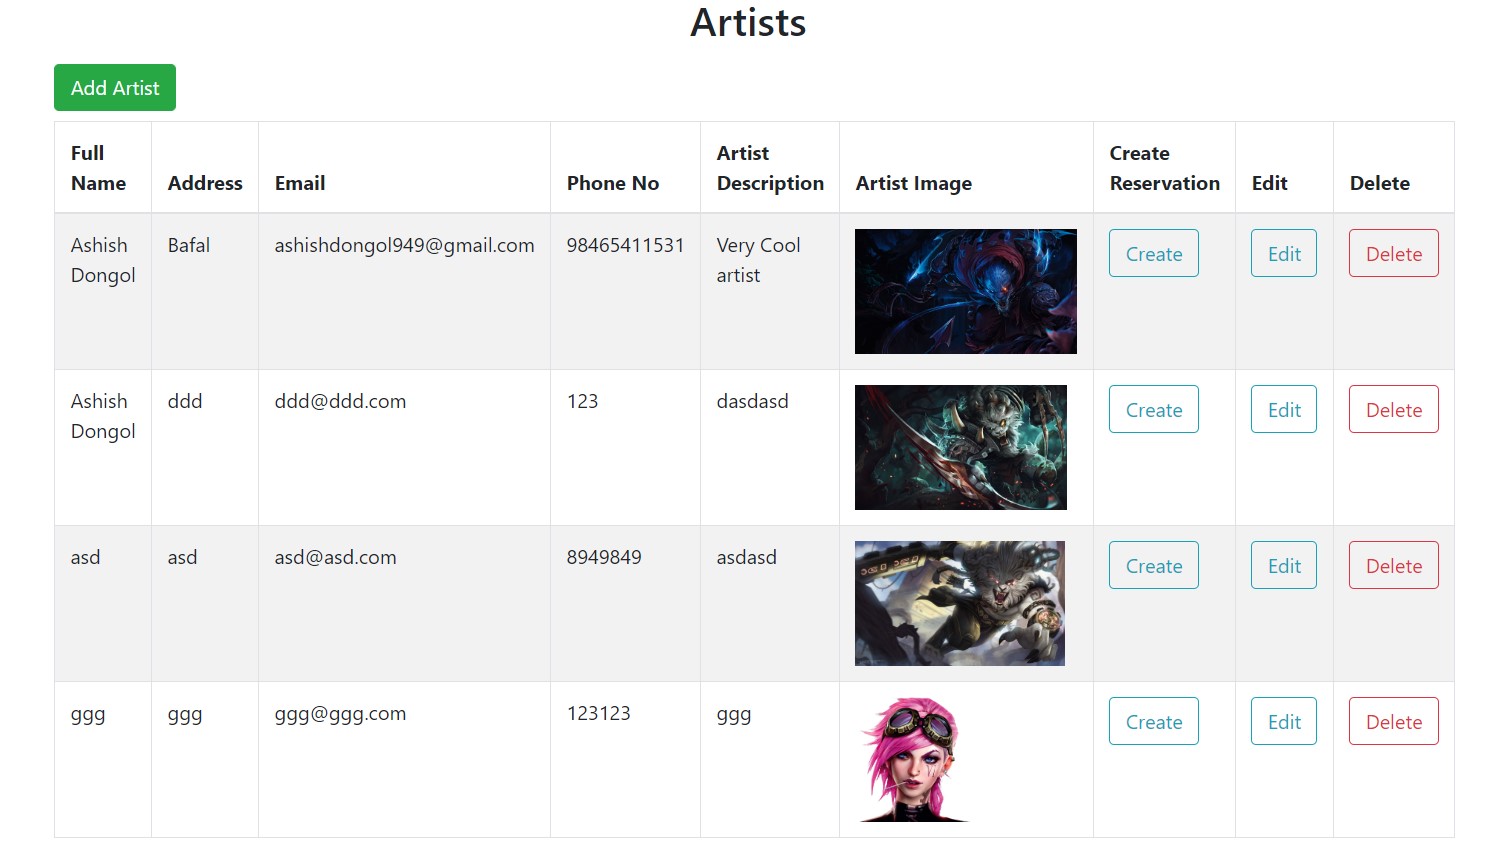 Artists
Add Artist
Full Name Address Email Phone No Artist Description Artist Image Create Reservation Edit Delete
Ashish Dongol Bafal ashishdongol949@gmail.com 98465411531 Very Cool artist Create Edit Delete
Ashish Dongol ddd ddd@ddd.com 123 dasdasd Create Edit Delete
asd asd asd@asd.com 8949849 asdasd Create Edit Delete
ggg ggg ggg@ggg.com 123123 ggg Create Edit Delete